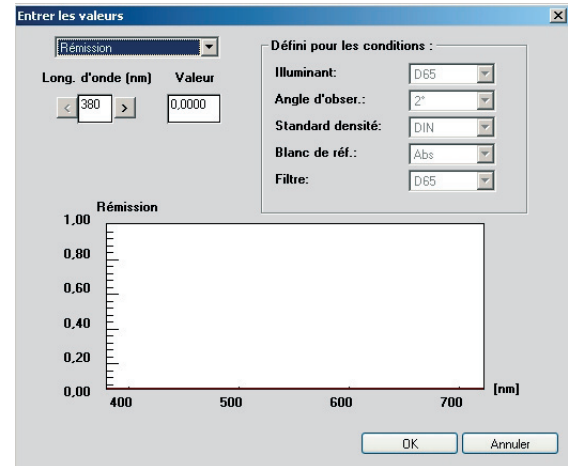 Entrer les valeurs
Rémission
Long. d'onde (nm) Valeur
< 380 > 0,0000
Défini pour les conditions :
Illuminant: D65
Angle d'obser.: 2°
Standard densité: DIN
Blanc de réf.: Abs
Filtre: D65
Rémission
1,00
0,80
0,60
0,40
0,20
0,00
400 500 600 700 [nm]
OK Annuler